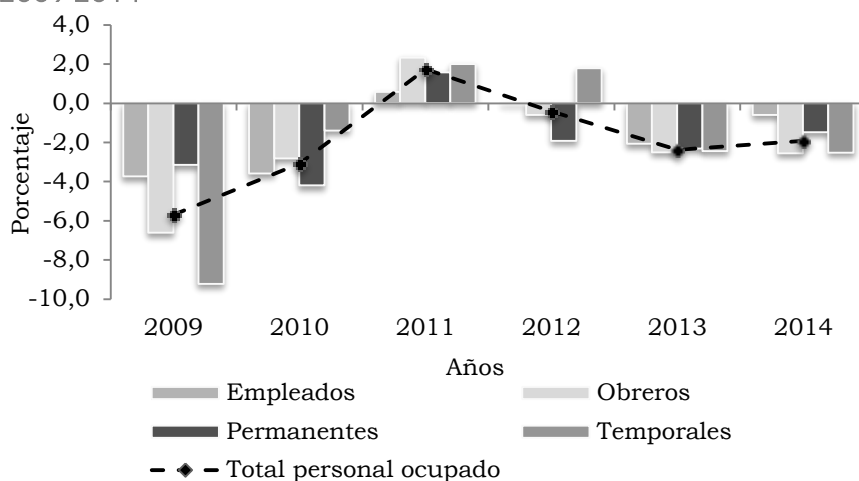 4,0
2,0
0,0
-2,0
-4,0
-6,0
-8,0
-10,0
Porcentaje
2009 2010 2011 2012 2013 2014
Años
Empleados Obreros
Permanentes Temporales
Total personal ocupado